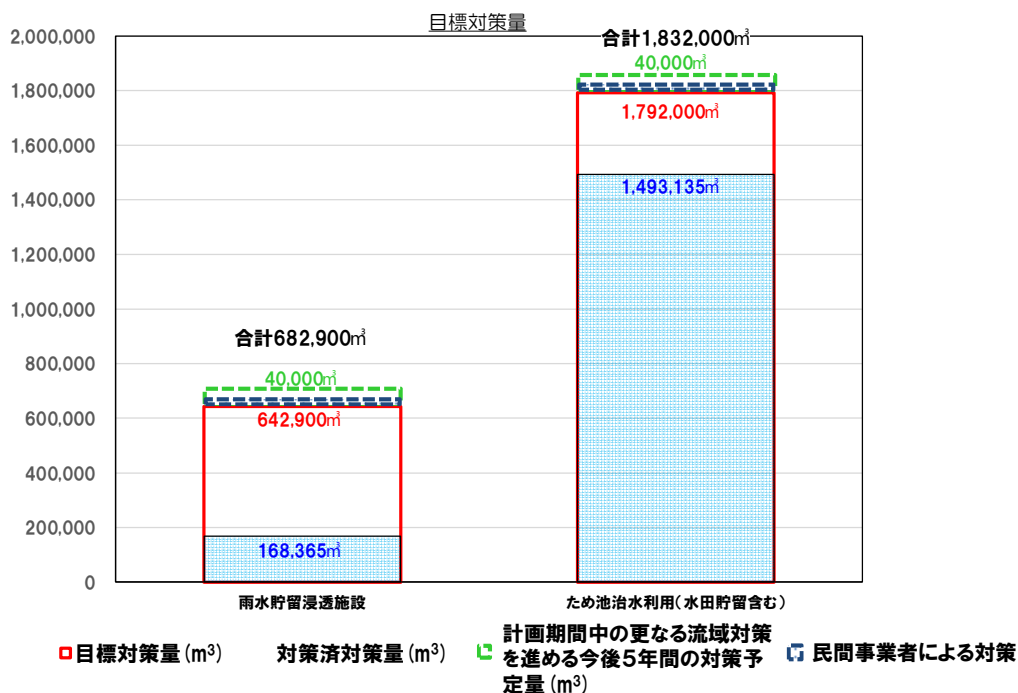 目標対策量
合計1,832,000㎥
40,000㎥
1,792,000㎥
1,493,135㎥
合計682,900㎥
40,000㎥
642,900㎥
168,365㎥
2,000,000
1,800,000
1,600,000
1,400,000
1,200,000
1,000,000
800,000
600,000
400,000
200,000
0
雨水貯留浸透施設
ため池治水利用(水田貯留含む)
目標対策量(m³)
対策済対策量(m³)
計画期間中の更なる流域対策
を進める今後5年間の対策予
定量(m³)
民間事業者による対策